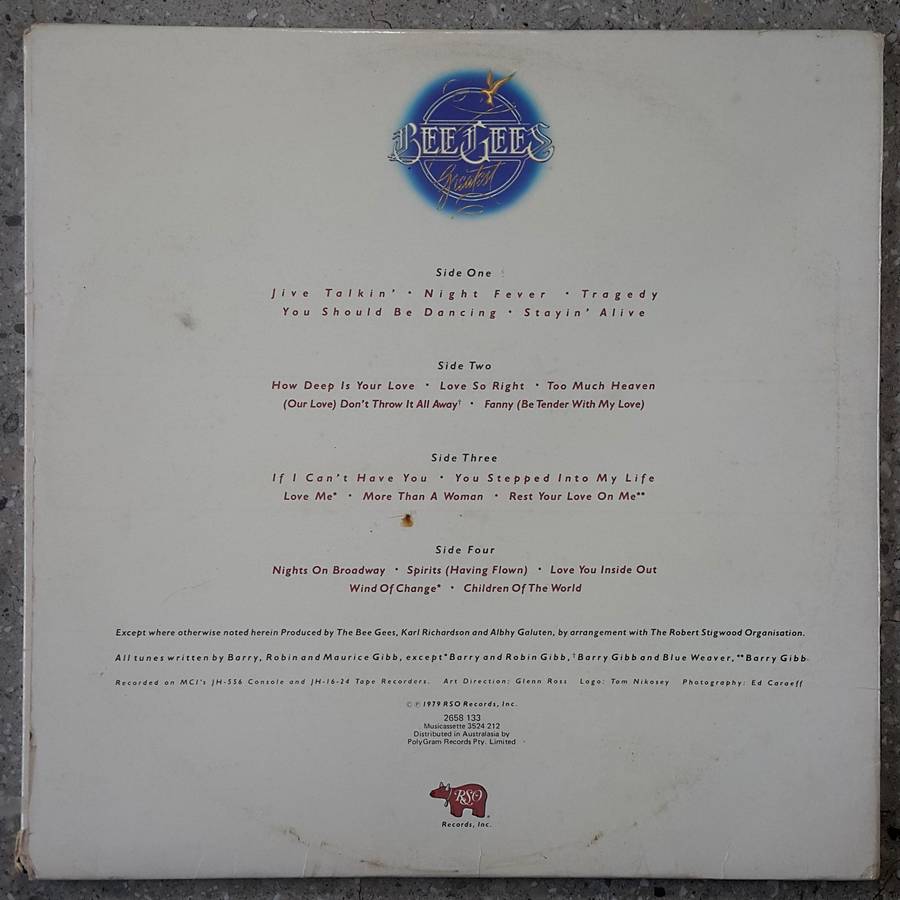 BEE GEES
Greatest
Side One
Jive Talkin' • Night Fever • Tragedy
You Should Be Dancing • Stayin' Alive
Side Two
How Deep Is Your Love • Love So Right • Too Much Heaven
(Our Love) Don't Throw It All Away† • Fanny (Be Tender With My Love)
Side Three
If I Can't Have You • You Stepped Into My Life
Love Me* • More Than A Woman • Rest Your Love On Me**
Side Four
Nights On Broadway • Spirits (Having Flown) • Love You Inside Out
Wind Of Change* • Children Of The World
Except where otherwise noted herein Produced by The Bee Gees, Karl Richardson and Albhy Galuten, by arrangement with The Robert Stigwood Organisation.
All tunes written by Barry, Robin and Maurice Gibb, except *Barry and Robin Gibb, †Barry Gibb and Blue Weaver, **Barry Gibb
Recorded on MCI's JH-556 Console and JH-16-24 Tape Recorders. Art Direction: Glenn Ross Logo: Tom Nikosey Photography: Ed Caraeff
© ℗ 1979 RSO Records, Inc.
2658 133
Musicassette 3524 212
Distributed in Australasia by
PolyGram Records Pty. Limited
RSO
Records, Inc.